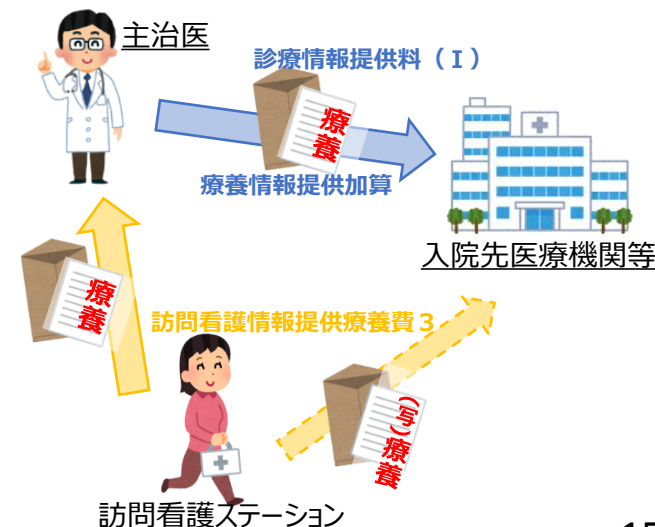 主治医
診療情報提供料（Ⅰ）
療養
療養情報提供加算
入院先医療機関等
療養
訪問看護情報提供療養費３
（写）療養
訪問看護ステーション